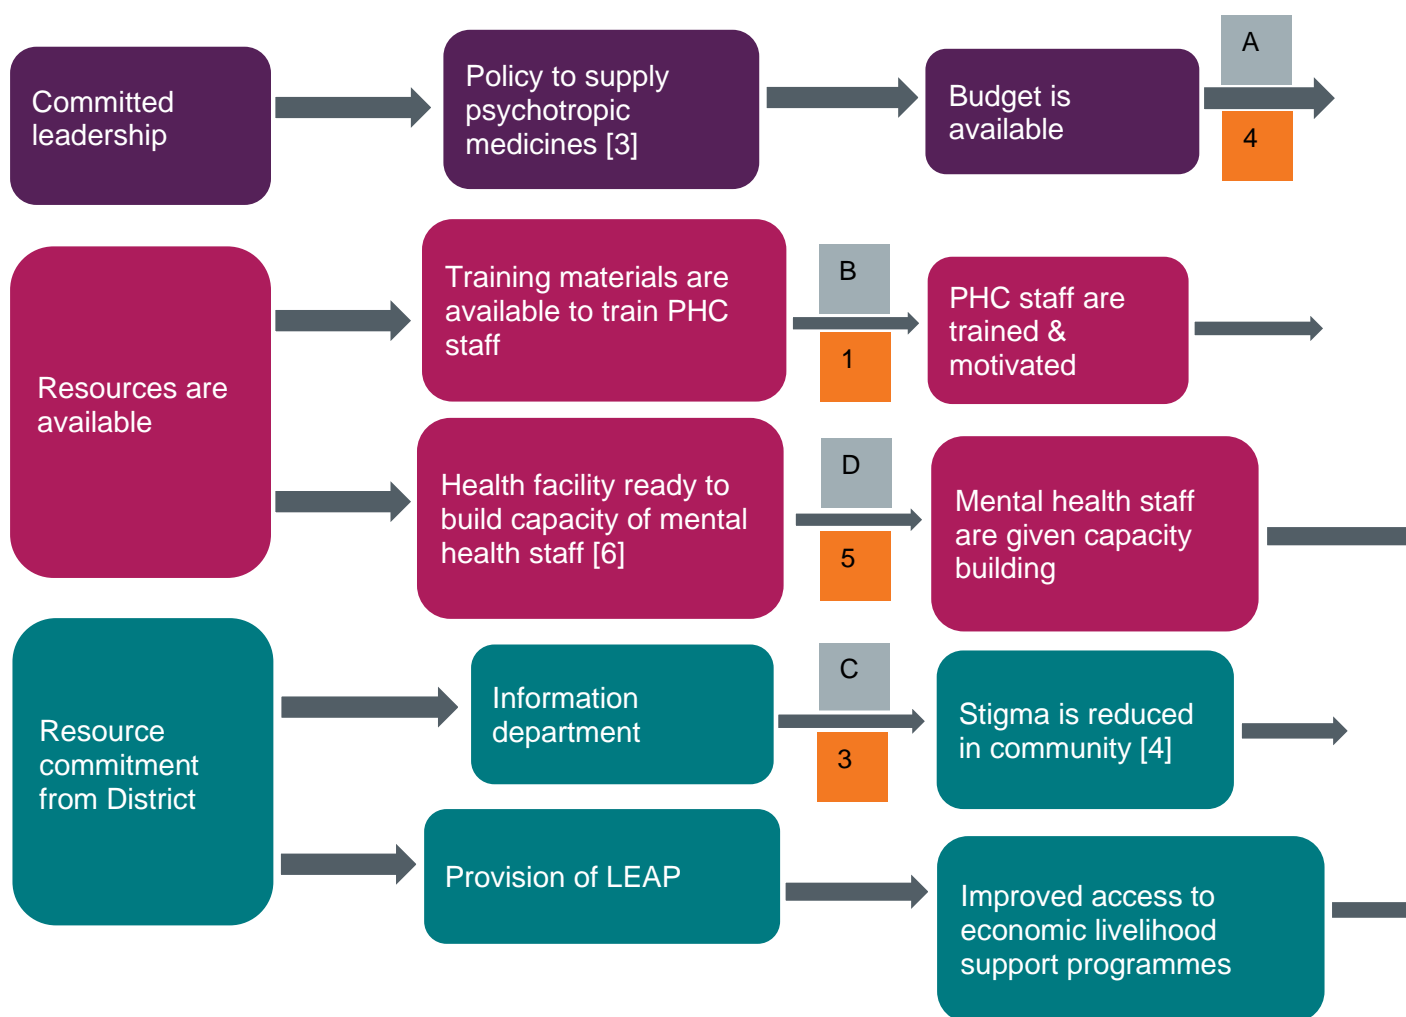 Committed
leadership
Policy to supply
psychotropic
medicines [3]
Budget is
available
A
4
Resources are
available
Training materials are
available to train PHC
staff
B
1
PHC staff are
trained &
motivated
Health facility ready to
build capacity of mental
health staff [6]
D
5
Mental health staff
are given capacity
building
Resource
commitment
from District
Information
department
C
3
Stigma is reduced
in community [4]
Provision of LEAP
Improved access to
economic livelihood
support programmes